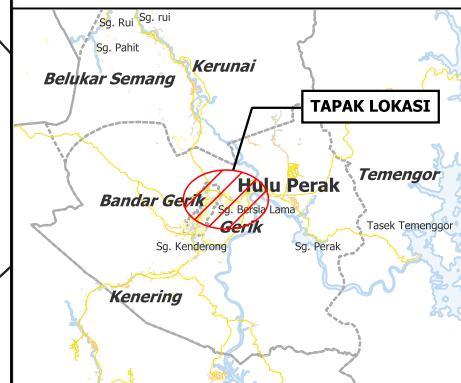 Sg. Rui
Sg. rui
Sg. Pahit
Kerunai
Belukar Semang
TAPAK LOKASI
Temengor
Hulu Perak
Bandar Gerik
Sg. Bersia Lama
Gerik
Tasek Temenggor
Sg. Kenderong
Sg. Perak
Kenering